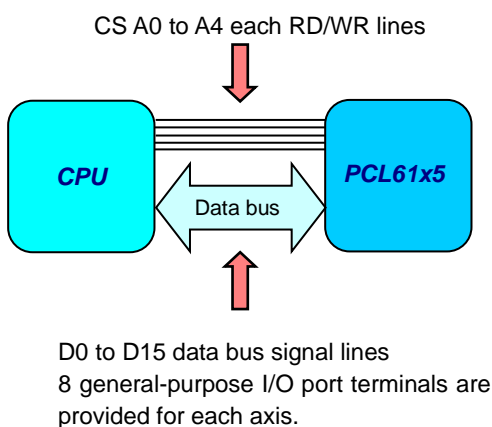 CS A0 to A4 each RD/WR lines
CPU
PCL61x5
Data bus
D0 to D15 data bus signal lines
8 general-purpose I/O port terminals are
provided for each axis.